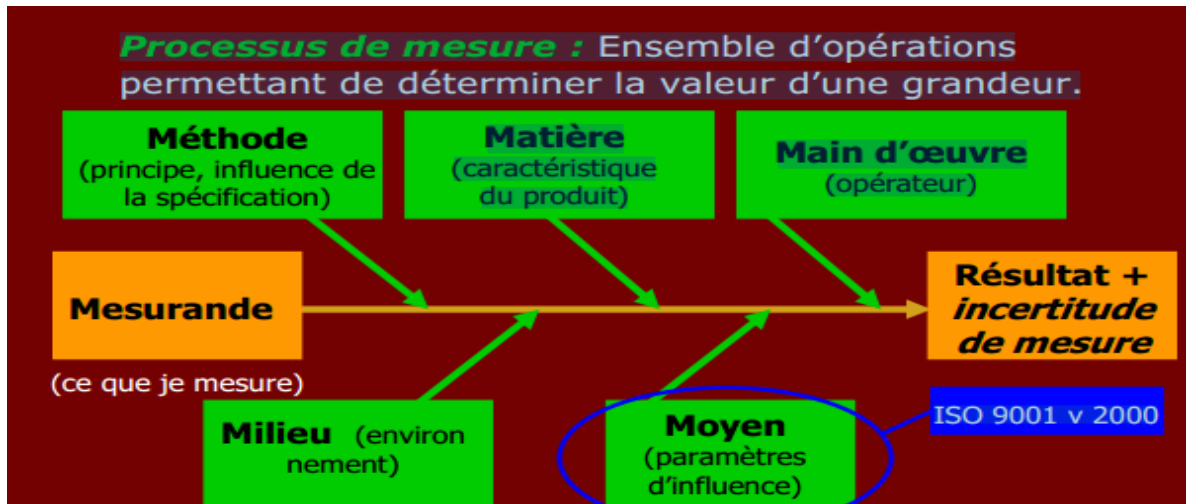 Processus de mesure : Ensemble d'opérations
permettant de déterminer la valeur d'une grandeur.
Méthode
(principe, influence de
la spécification)
Matière
(caractéristique
du produit)
Main d'œuvre
(opérateur)
Mesurande
(ce que je mesure)
Résultat +
incertitude
de mesure
Milieu (environ
nement)
Moyen
(paramètres
d'influence)
ISO 9001 v 2000